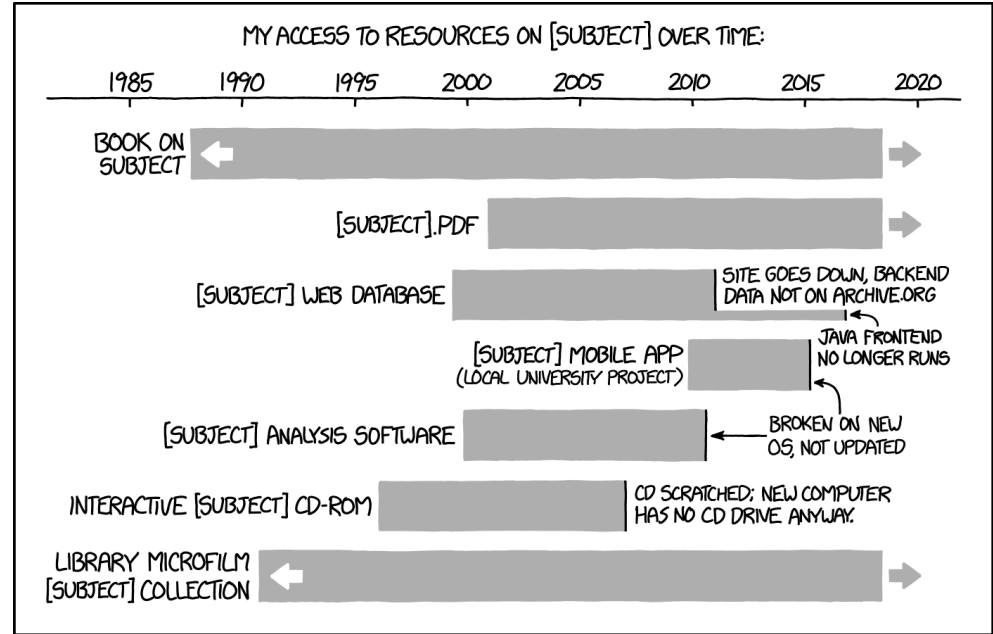 MY ACCESS TO RESOURCES ON [SUBJECT] OVER TIME:
1985 1990 1995 2000 2005 2010 2015 2020
BOOK ON
SUBJECT
[SUBJECT].PDF
[SUBJECT] WEB DATABASE
SITE GOES DOWN, BACKEND
DATA NOT ON ARCHIVE.ORG
JAVA FRONTEND
NO LONGER RUNS
[SUBJECT] MOBILE APP
(LOCAL UNIVERSITY PROJECT)
[SUBJECT] ANALYSIS SOFTWARE
BROKEN ON NEW
OS, NOT UPDATED
INTERACTIVE [SUBJECT] CD-ROM
CD SCRATCHED; NEW COMPUTER
HAS NO CD DRIVE ANYWAY.
LIBRARY MICROFILM
[SUBJECT] COLLECTION